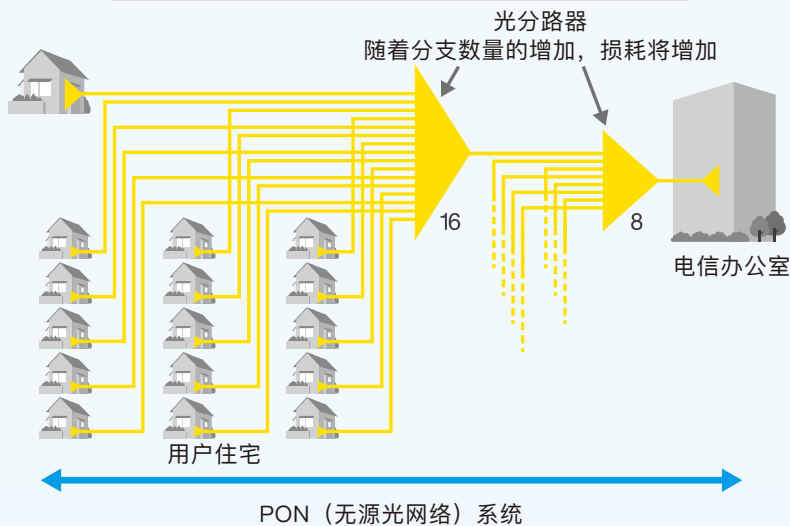 光分路器
随着分支数量的增加，损耗将增加
16
8
电信办公室
用户住宅
PON（无源光网络）系统